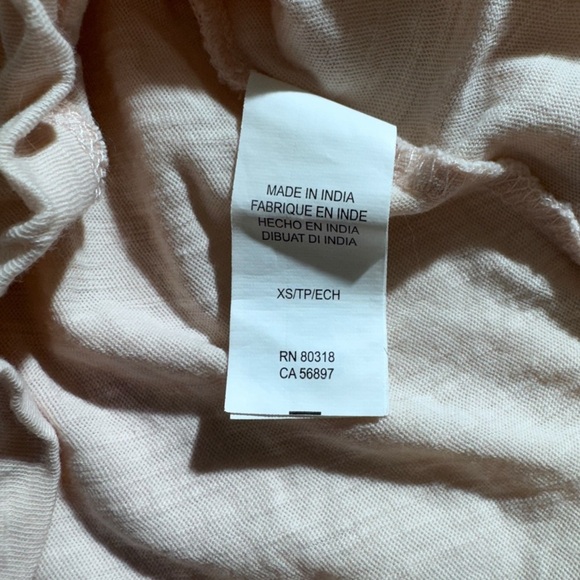 MADE IN INDIA
FABRIQUE EN INDE
HECHO EN INDIA
DIBUAT DI INDIA
XS/TP/ECH
RN 80318
CA 56897